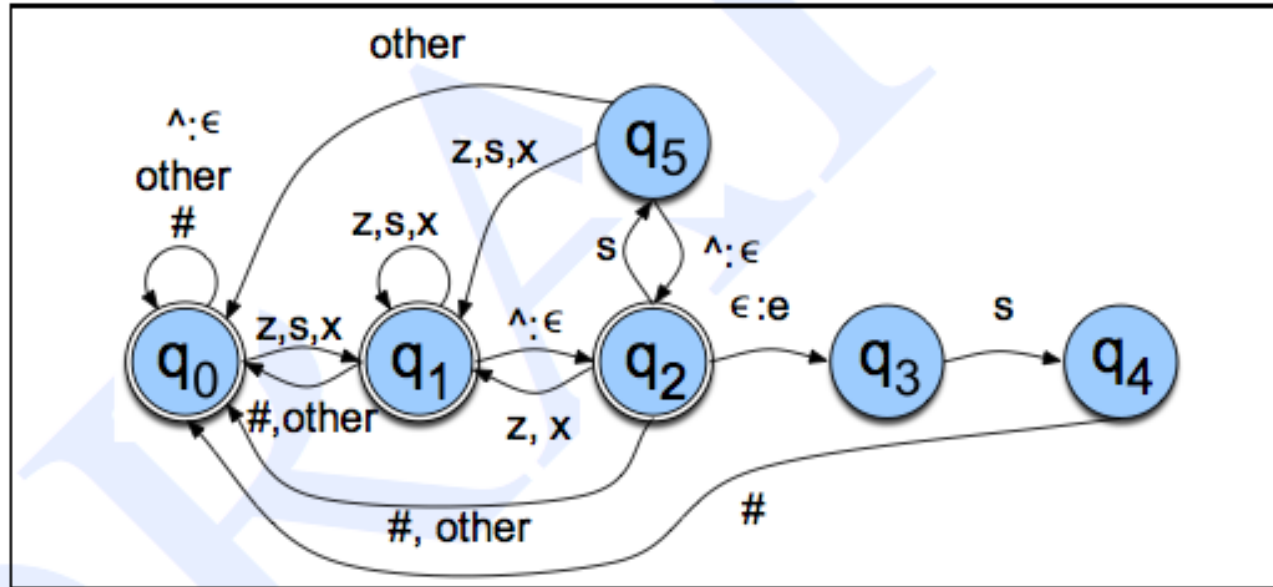 other
^:ϵ
other
#
z,s,x
q5
z,s,x
s
^:ϵ
ϵ:e
s
z,s,x
^:ϵ
q0
q1
q2
q3
q4
#,other
z, x
#, other
#